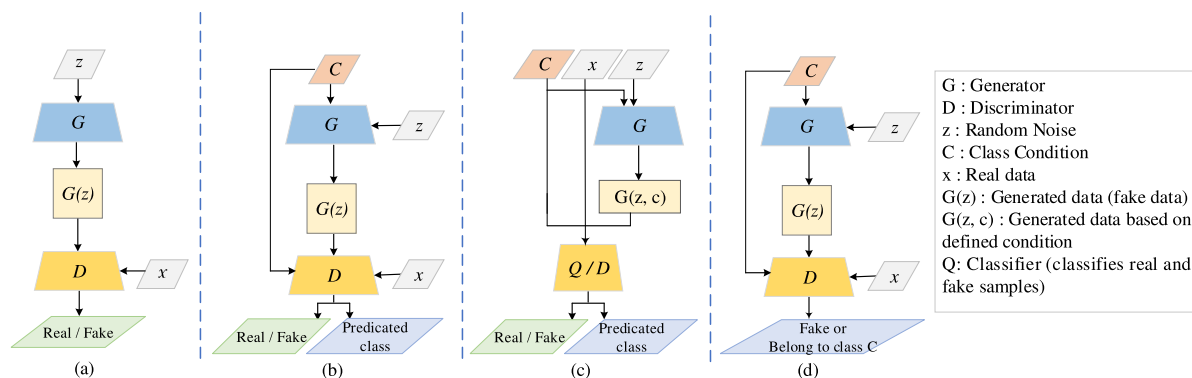 z
G
G(z)
D
x
Real / Fake
(a)
C
G
z
G(z)
D
x
Real / Fake
Predicated
class
(b)
C
x
z
G
G(z, c)
Q / D
Real / Fake
Predicated
class
(c)
C
G
z
G(z)
D
x
Fake or
Belong to class C
(d)
G : Generator
D : Discriminator
z : Random Noise
C : Class Condition
x : Real data
G(z) : Generated data (fake data)
G(z, c) : Generated data based on
defined condition
Q: Classifier (classifies real and
fake samples)